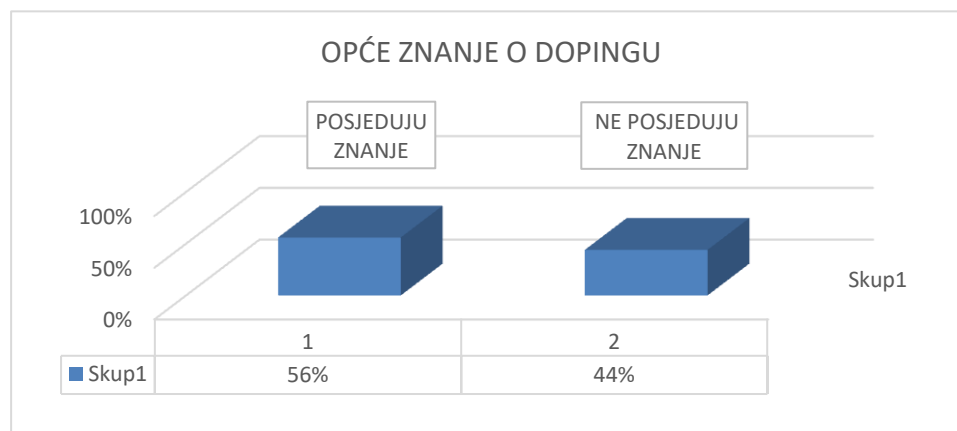 OPĆE ZNANJE O DOPINGU
POSJEDUJU
ZNANJE
NE POSJEDUJU
ZNANJE
100%
50%
0%
Skup1
1 2
Skup1 56% 44%